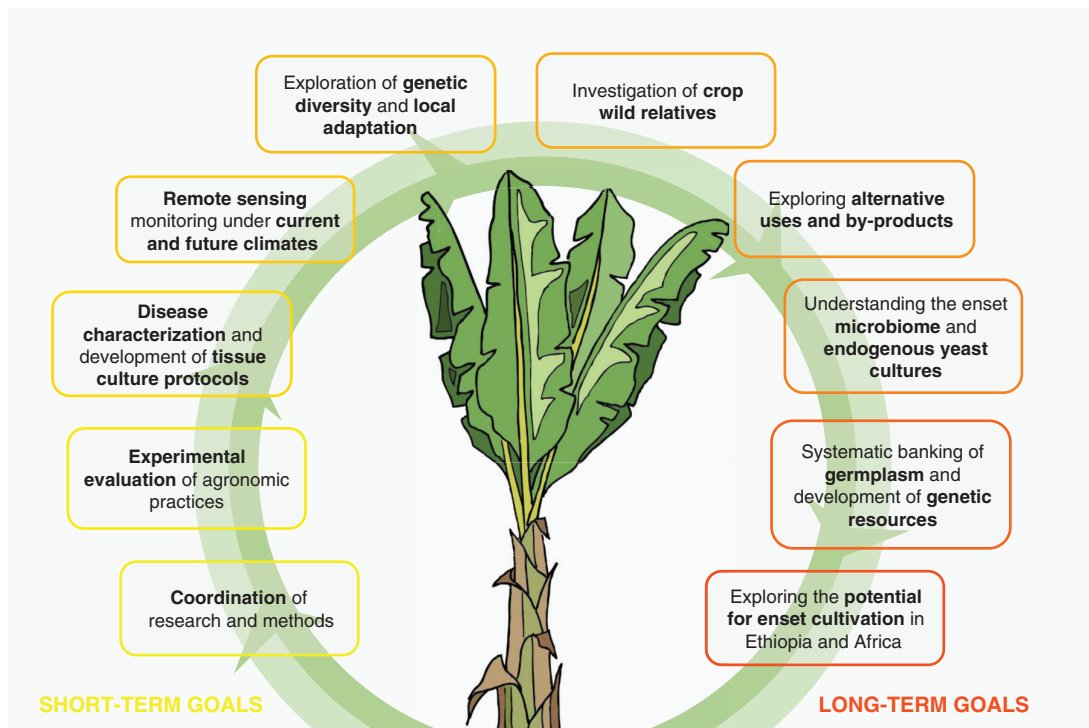 Exploration of genetic
diversity and local
adaptation
Investigation of crop
wild relatives
Remote sensing
monitoring under current
and future climates
Exploring alternative
uses and by-products
Disease
characterization and
development of tissue
culture protocols
Understanding the enset
microbiome and
endogenous yeast
cultures
Experimental
evaluation of agronomic
practices
Systematic banking of
germplasm and
development of genetic
resources
Coordination of
research and methods
Exploring the potential
for enset cultivation in
Ethiopia and Africa
SHORT-TERM GOALS
LONG-TERM GOALS